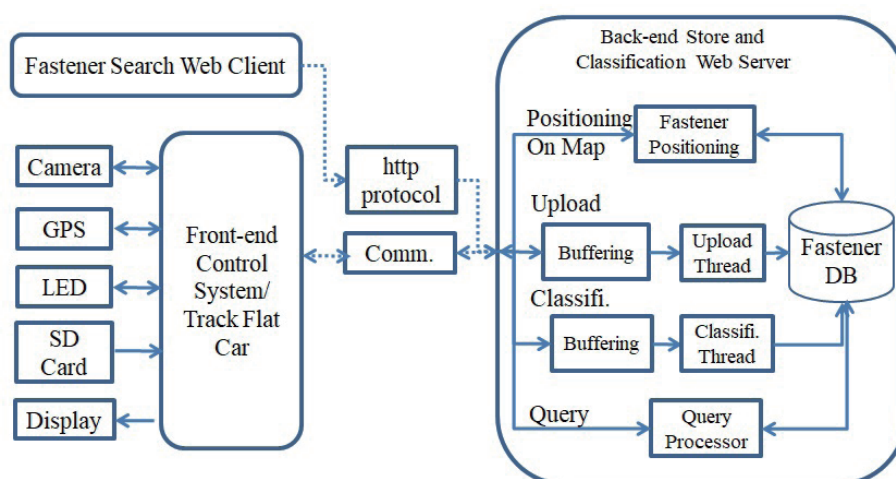 Fastener Search Web Client
Camera
GPS
LED
SD
Card
Display
Front-end
Control
System/
Track Flat
Car
http
protocol
Comm.
Back-end Store and
Classification Web Server
Positioning
On Map
Fastener
Positioning
Upload
Buffering
Upload
Thread
Fastener
DB
Classifi.
Buffering
Classifi.
Thread
Query
Query
Processor